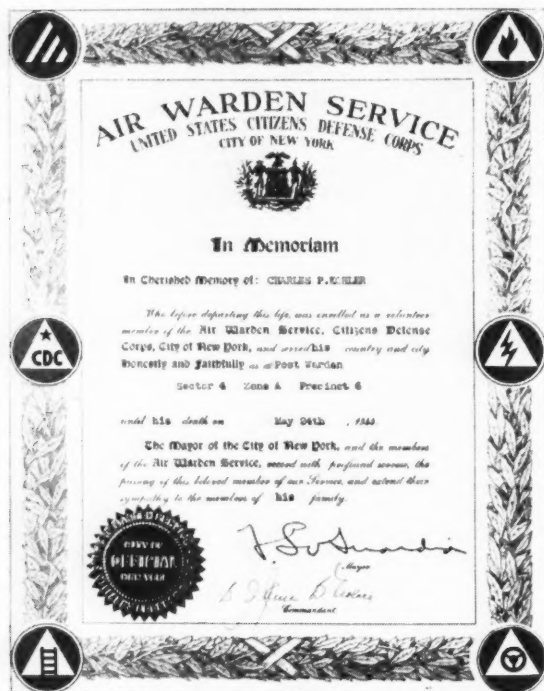 AIR WARDEN SERVICE
UNITED STATES CITIZENS DEFENSE CORPS
CITY OF NEW YORK
In Memoriam
In Cherished Memory of: CHARLES P.
Who before departing this life, was enrolled as a volunteer
member of the Air Warden Service, Citizens Defense
Corps, City of New York, and served his country and city
Honestly and Faithfully as a Post Warden
Sector 4 Zone A Precinct 6
until his death on May 24th
The Mayor of the City of New York, and the members
of the Air Warden Service, record with profound sorrow, the
passing of this beloved member of our Service, and extend their
sympathy to the members of his family.
CDC
CITY OF
OFFICIAL
NEW YORK
Mayor
Commandant